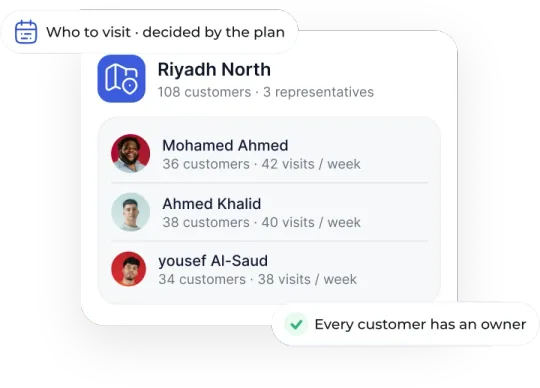 Who to visit · decided by the plan
Riyadh North
108 customers · 3 representatives
Mohamed Ahmed
36 customers · 42 visits / week
Ahmed Khalid
38 customers · 40 visits / week
yousef Al-Saud
34 customers · 38 visits / week
Every customer has an owner